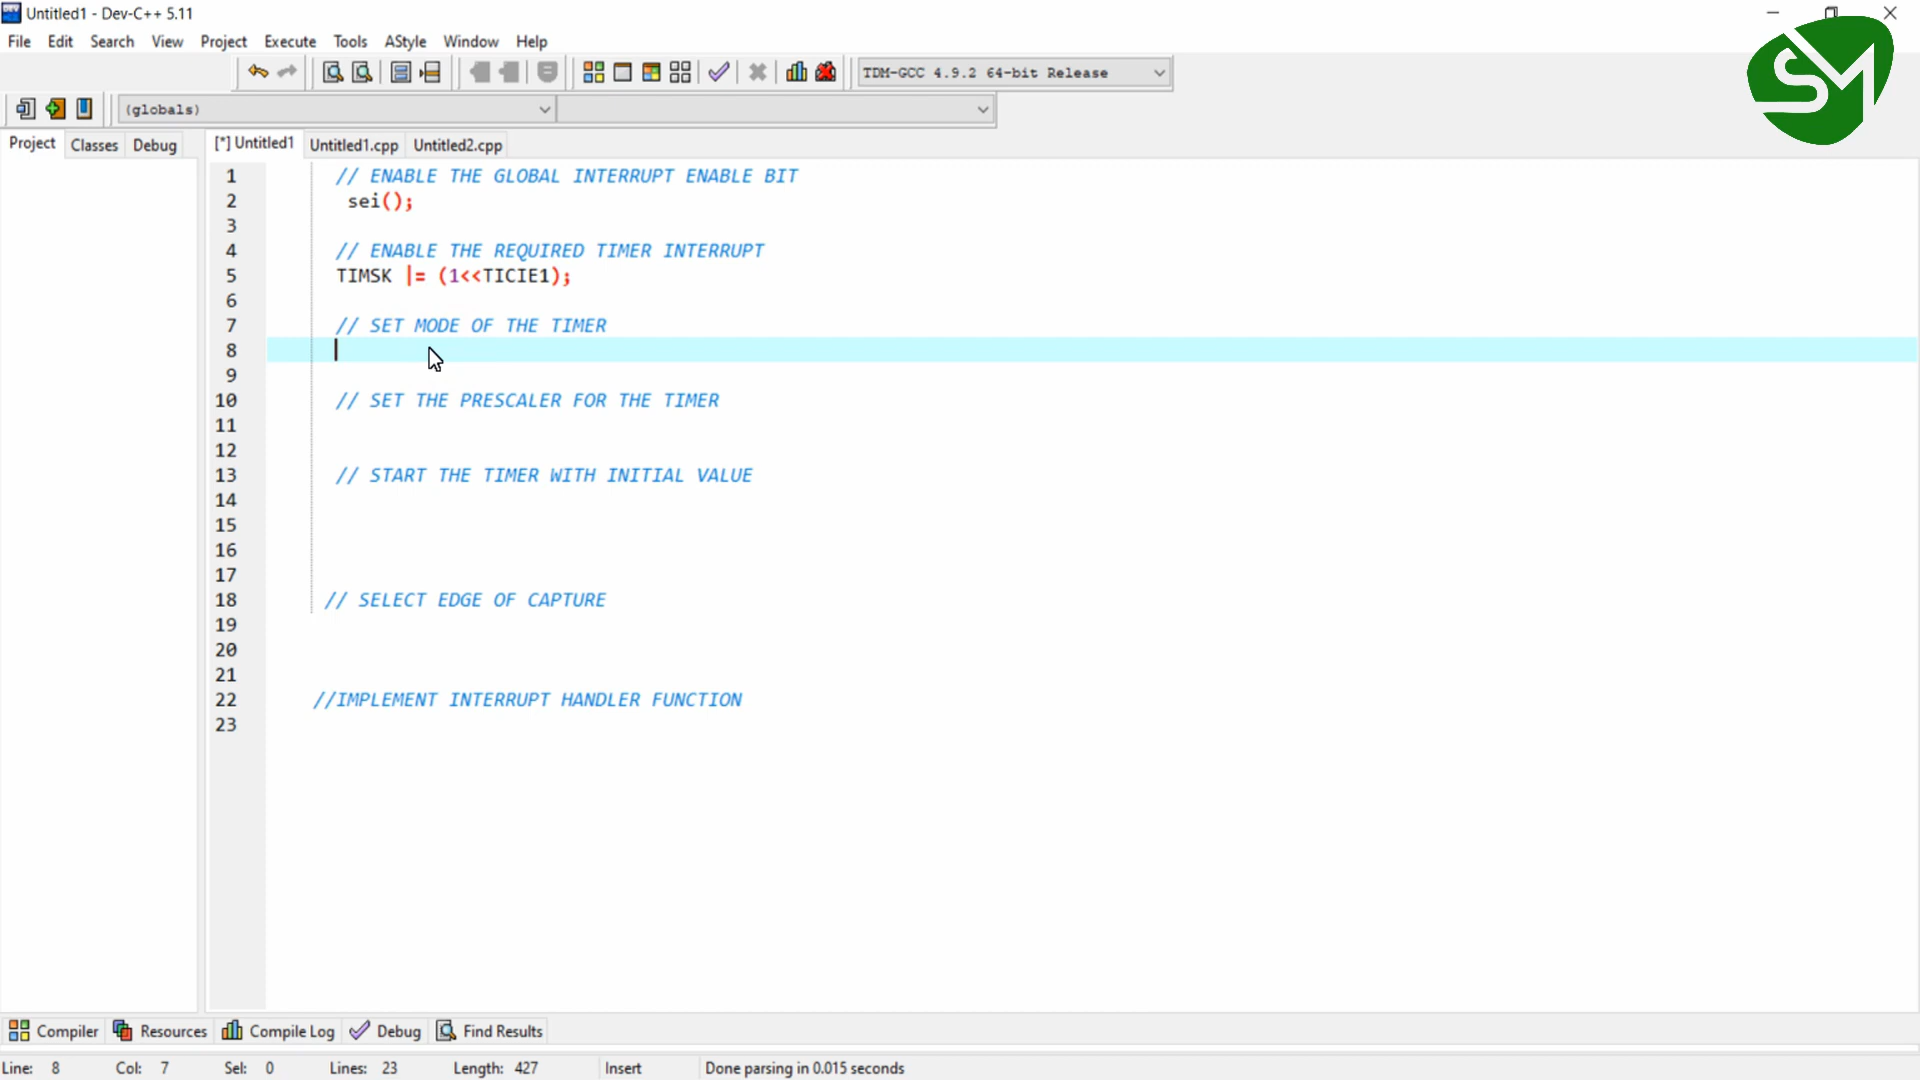 Untitled1 - Dev-C++ 5.11
File Edit Search View Project Execute Tools AStyle Window Help
TDM-GCC 4.9.2 64-bit Release
(globals)
Project Classes Debug [*] Untitled1 Untitled1.cpp Untitled2.cpp
1 // ENABLE THE GLOBAL INTERRUPT ENABLE BIT
2 sei();
3
4 // ENABLE THE REQUIRED TIMER INTERRUPT
5 TIMSK |= (1<<TICIE1);
6
7 // SET MODE OF THE TIMER
8
9
10 // SET THE PRESCALER FOR THE TIMER
11
12
13 // START THE TIMER WITH INITIAL VALUE
14
15
16
17
18 // SELECT EDGE OF CAPTURE
19
20
21
22 //IMPLEMENT INTERRUPT HANDLER FUNCTION
23
Compiler Resources Compile Log Debug Find Results
Line: 8 Col: 7 Sel: 0 Lines: 23 Length: 427 Insert Done parsing in 0.015 seconds
SM